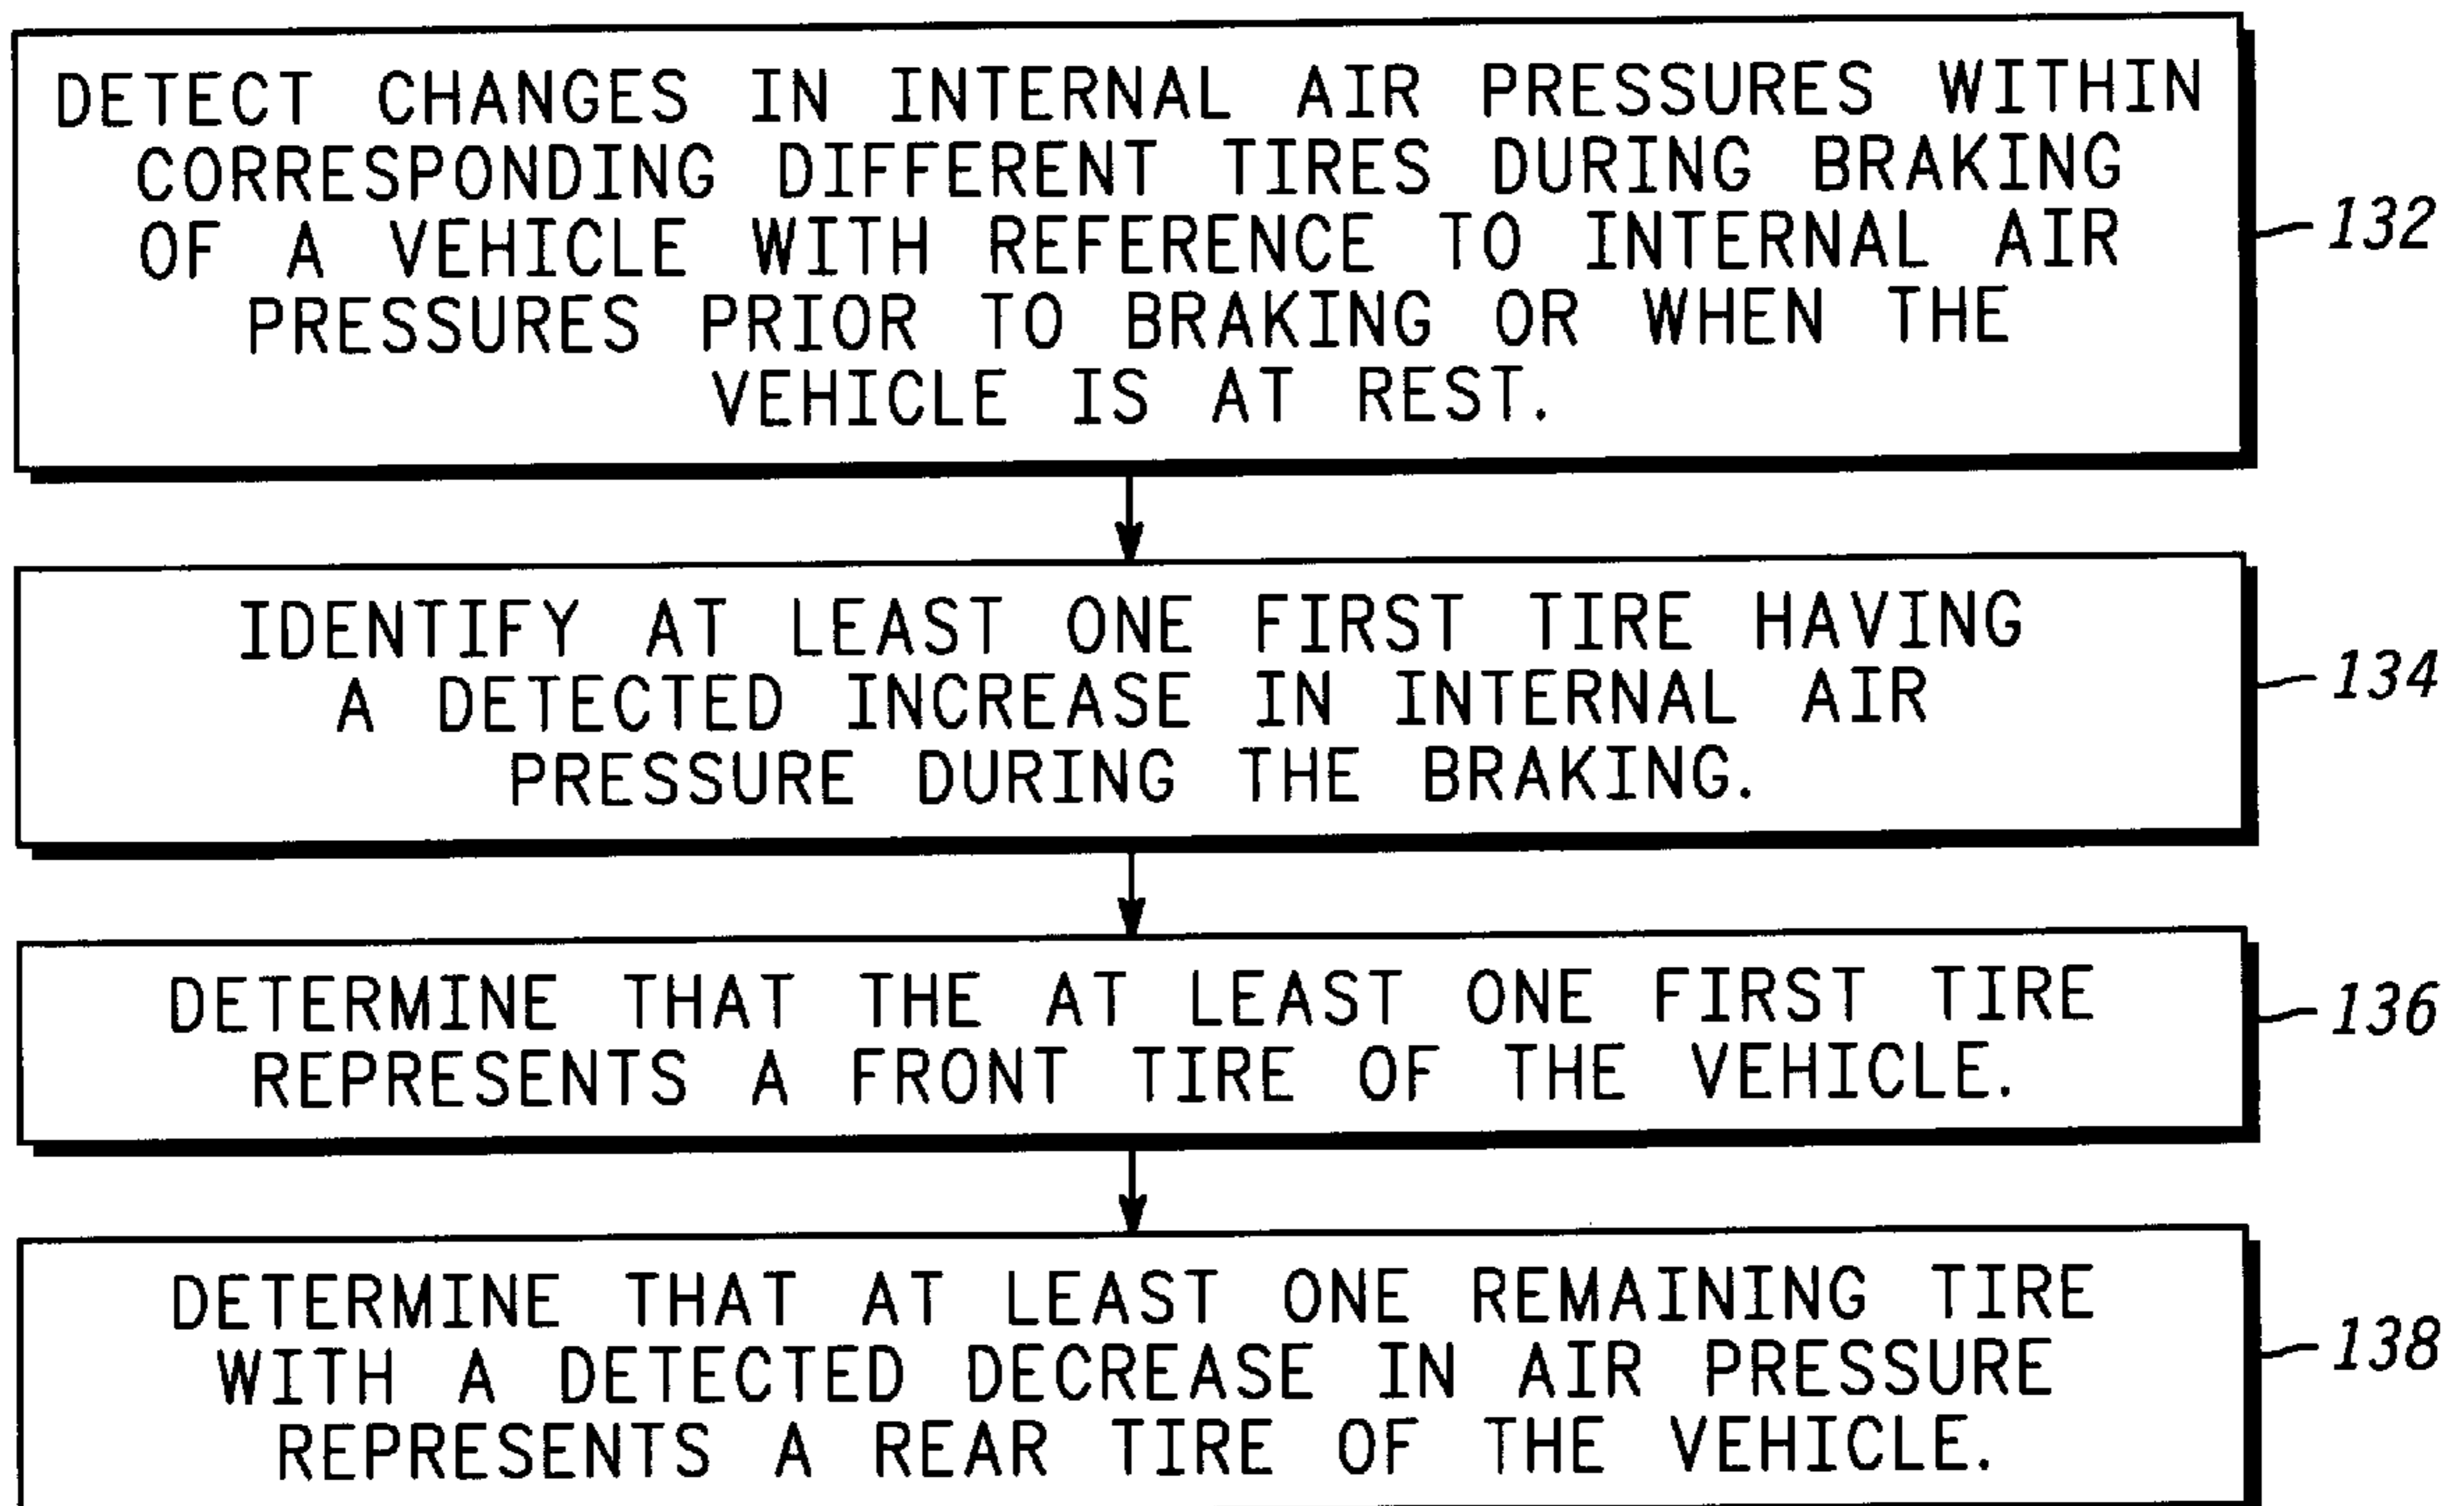 DETECT CHANGES IN INTERNAL AIR PRESSURES WITHIN
CORRESPONDING DIFFERENT TIRES DURING BRAKING
OF A VEHICLE WITH REFERENCE TO INTERNAL AIR
PRESSURES PRIOR TO BRAKING OR WHEN THE
VEHICLE IS AT REST.
132
IDENTIFY AT LEAST ONE FIRST TIRE HAVING
A DETECTED INCREASE IN INTERNAL AIR
PRESSURE DURING THE BRAKING.
134
DETERMINE THAT THE AT LEAST ONE FIRST TIRE
REPRESENTS A FRONT TIRE OF THE VEHICLE.
136
DETERMINE THAT AT LEAST ONE REMAINING TIRE
WITH A DETECTED DECREASE IN AIR PRESSURE
REPRESENTS A REAR TIRE OF THE VEHICLE.
138